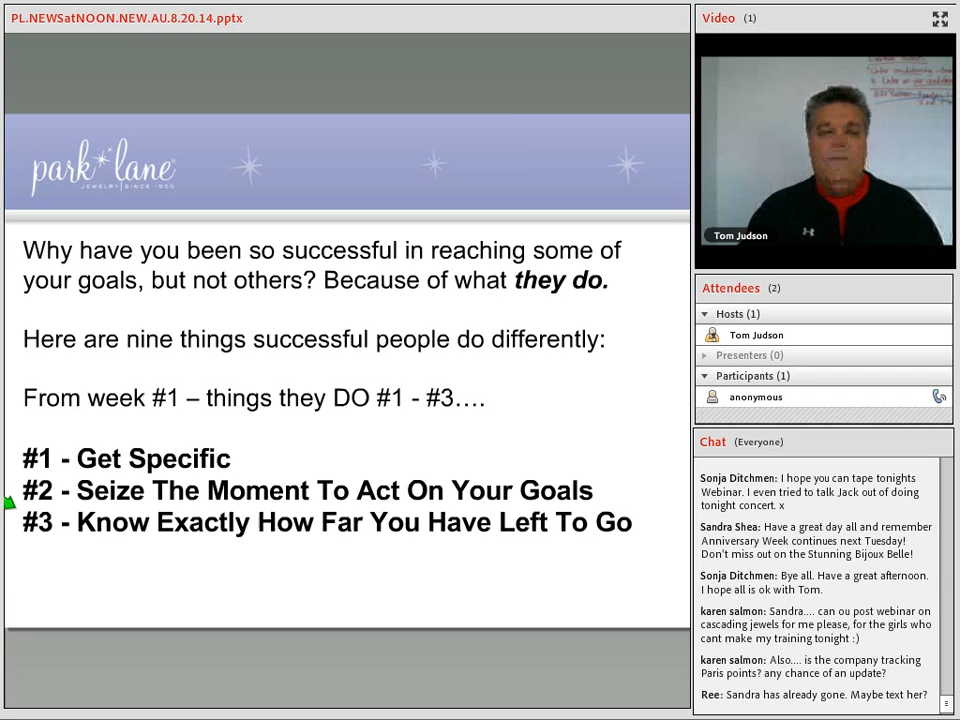 PL.NEWSatNOON.NEW.AU.8.20.14.pptx
park lane
JEWELRY | SINCE
Why have you been so successful in reaching some of
your goals, but not others? Because of what they do.
Here are nine things successful people do differently:
From week #1 – things they DO #1 - #3….
#1 - Get Specific
#2 - Seize The Moment To Act On Your Goals
#3 - Know Exactly How Far You Have Left To Go
Video (1)
Tom Judson
Attendees (2)
Hosts (1)
Tom Judson
Presenters (0)
Participants (1)
anonymous
Chat (Everyone)
Sonja Ditchmen: I hope you can tape tonights
Webinar. I even tried to talk Jack out of doing
tonight concert. x
Sandra Shea: Have a great day all and remember
Anniversary Week continues next Tuesday!
Don't miss out on the Stunning Bijoux Belle!
Sonja Ditchmen: Bye all. Have a great afternoon.
I hope all is ok with Tom.
karen salmon: Sandra.... can ou post webinar on
cascading jewels for me please, for the girls who
cant make my training tonight :)
karen salmon: Also.... is the company tracking
Paris points? any chance of an update?
Ree: Sandra has already gone. Maybe text her?